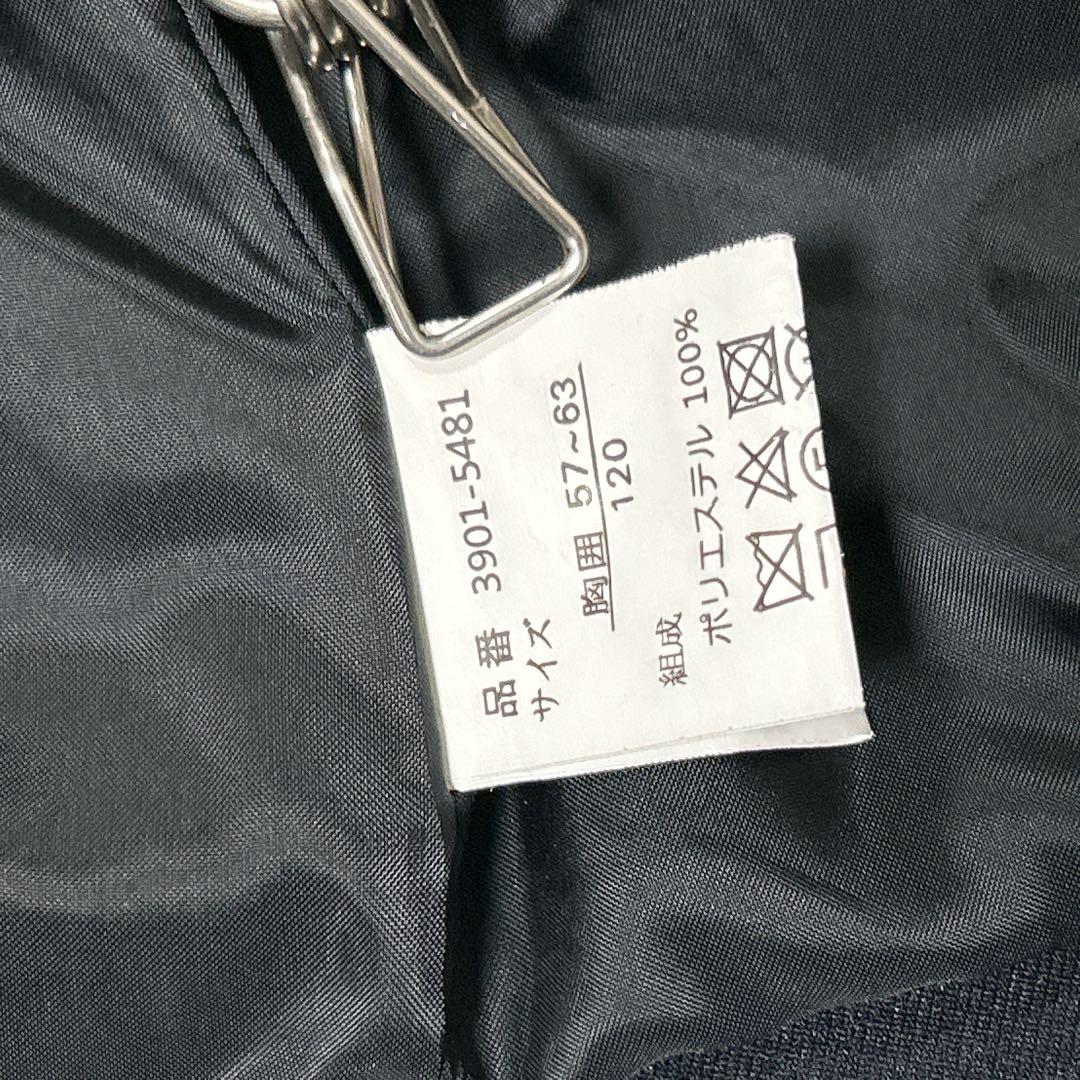 品番 3901-5481
サイズ
胸囲 57~63
120
組成
ポリエステル 100%